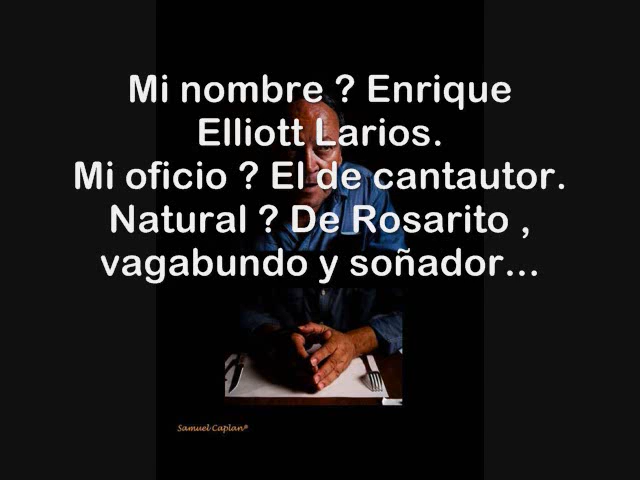 Mi nombre ? Enrique
Elliott Larios.
Mi oficio ? El de cantautor.
Natural ? De Rosarito ,
vagabundo y soñador...
Samuel Caplan®